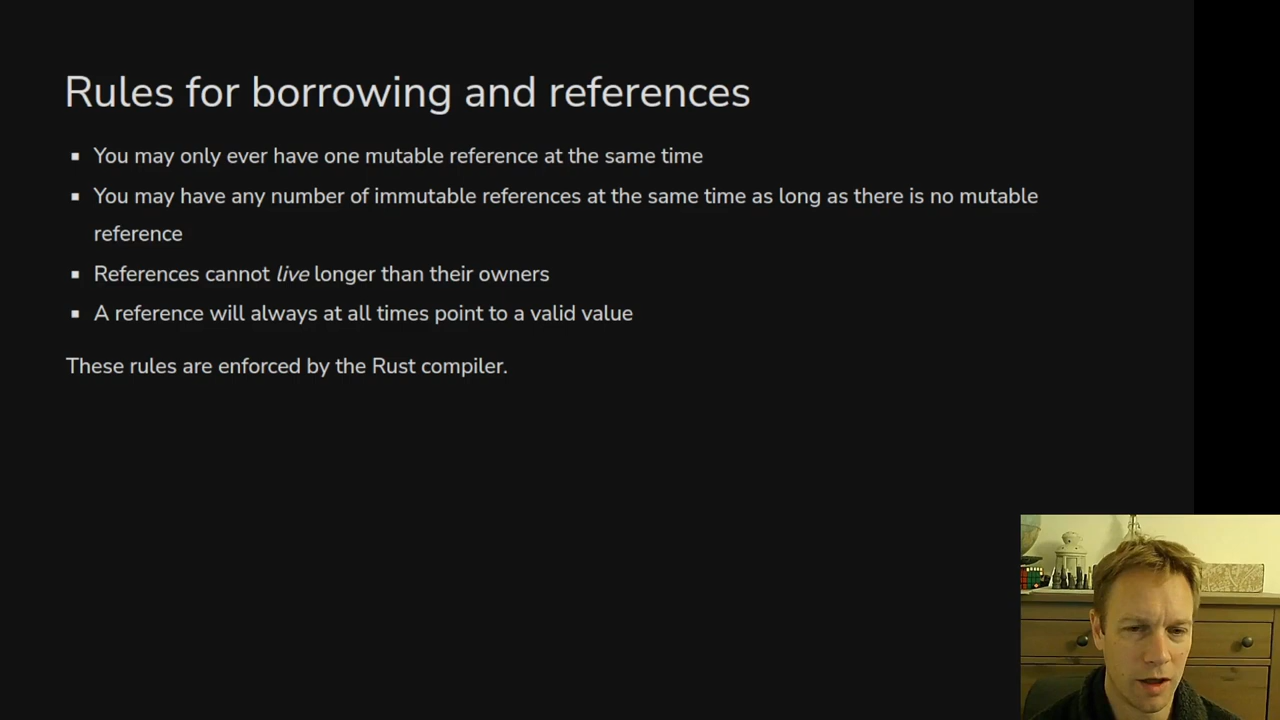 Rules for borrowing and references
▪ You may only ever have one mutable reference at the same time
▪ You may have any number of immutable references at the same time as long as there is no mutable
reference
▪ References cannot live longer than their owners
▪ A reference will always at all times point to a valid value
These rules are enforced by the Rust compiler.